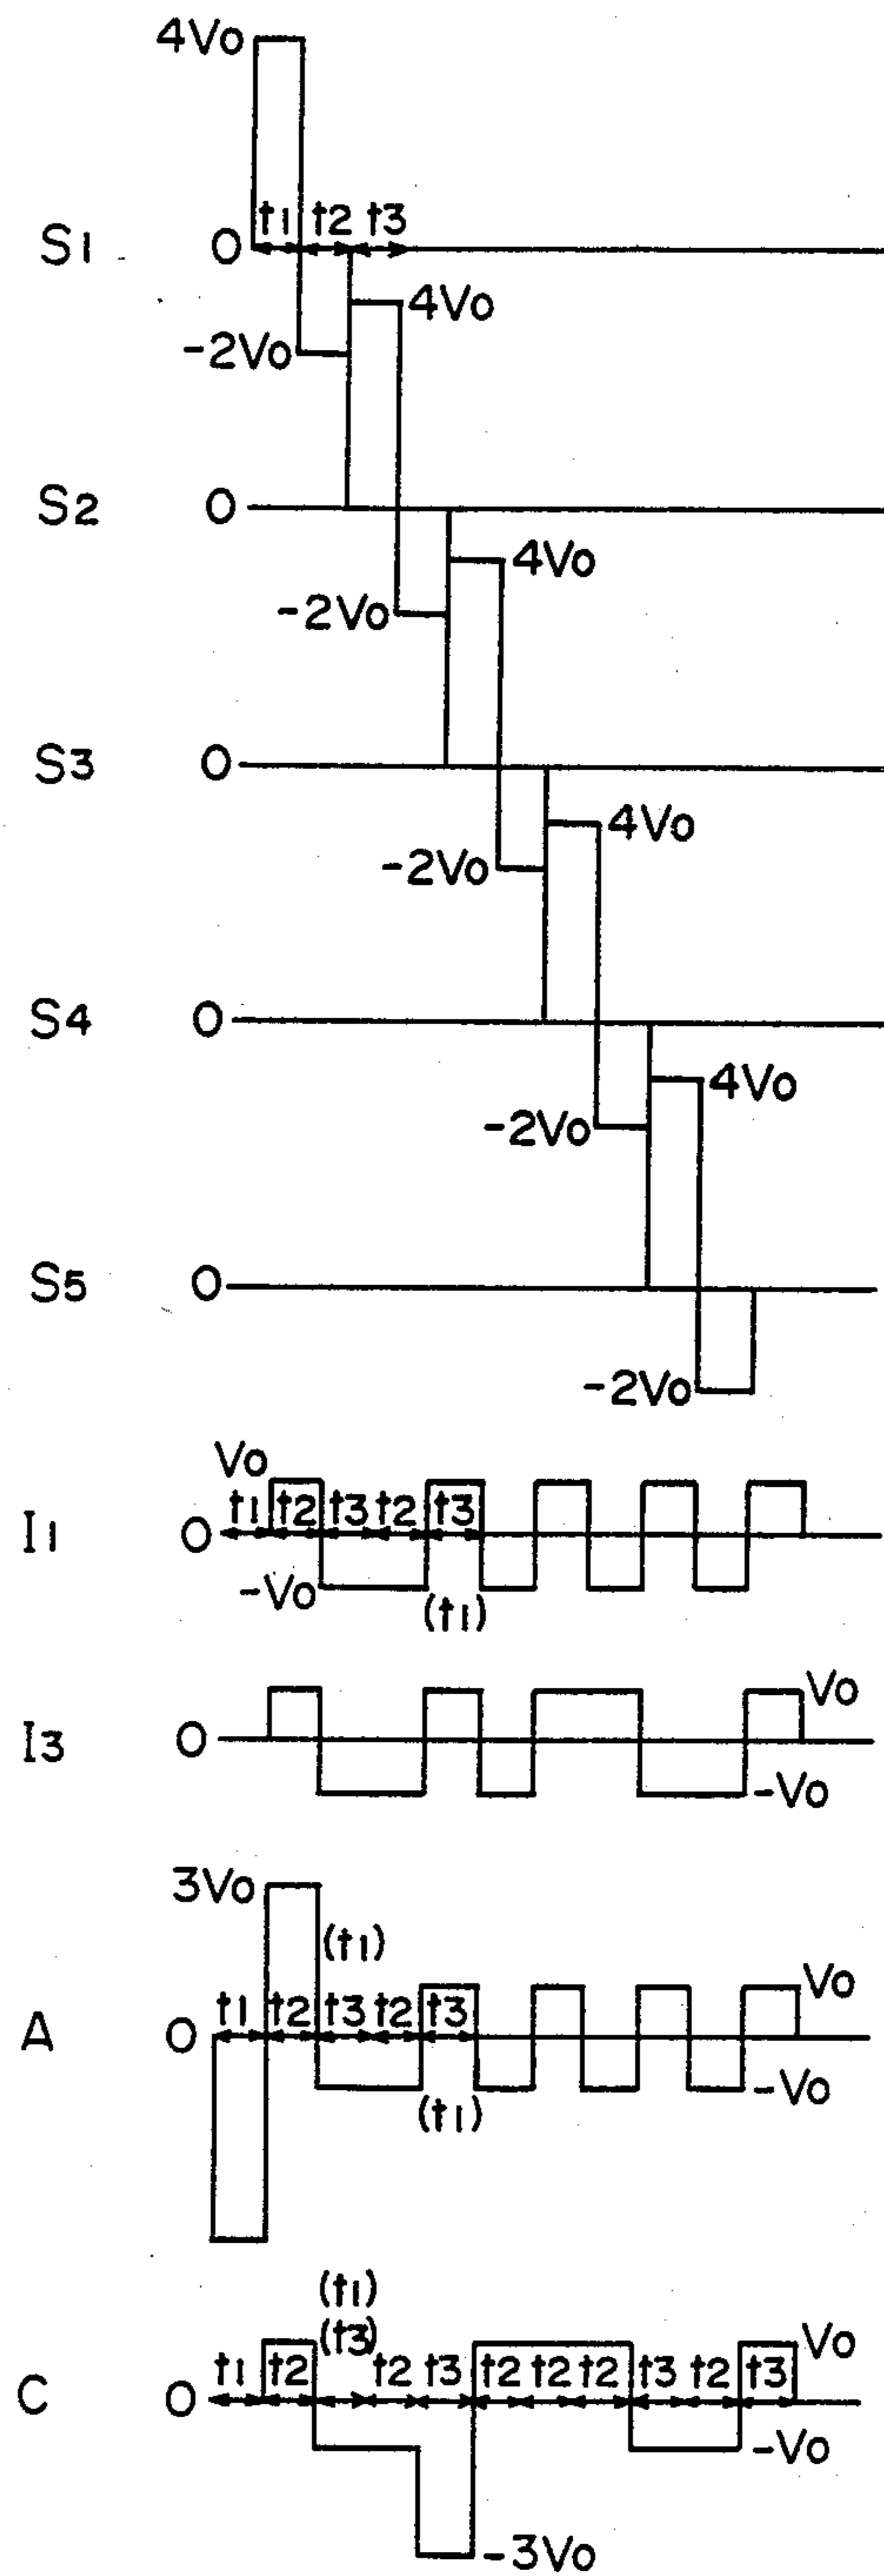 4Vo
t1 t2 t3
S1 0
4Vo
-2Vo
S2 0
4Vo
-2Vo
S3 0
4Vo
-2Vo
S4 0
4Vo
-2Vo
S5 0
-2Vo
Vo
t1 t2 t3 t2 t3
I1 0
-Vo
(t1)
Vo
I3 0
-Vo
3Vo
(t1)
Vo
t1 t2 t3 t2 t3
A 0
-Vo
(t1)
(t1)
(t3)
Vo
t1 t2 t2 t3 t2 t2 t2 t3 t2 t3
C 0
-Vo
-3Vo